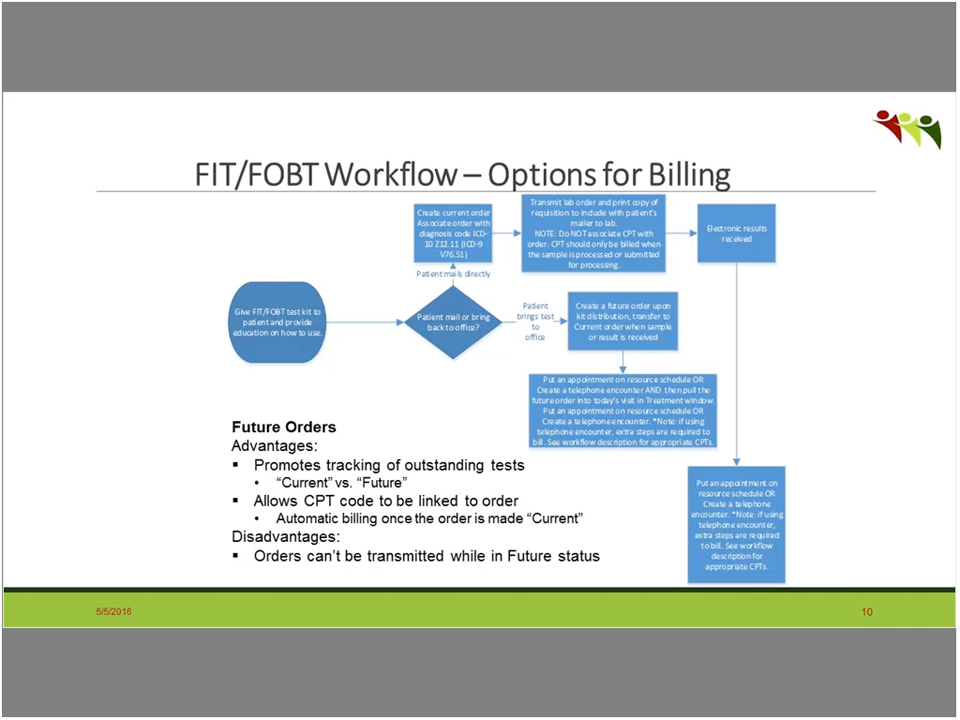 FIT/FOBT Workflow – Options for Billing
Create current order
Associate order with
diagnosis code ICD-
10 Z12.11 (ICD-9
V76.51)
Transmit lab order and print copy of
requisition to include with patient's
mailer to lab.
NOTE: Do NOT associate CPT with
order. CPT should only be billed when
the sample is processed or submitted
for processing.
Electronic results
received
Patient mails directly
Give FIT/FOBT test kit to
patient and provide
education on how to use.
Patient mail or bring
back to office?
Patient
brings test
to
office
Create a future order upon
kit distribution, transfer to
Current order when sample
or result is received
Put an appointment on resource schedule OR
Create a telephone encounter AND then pull the
future order into today's visit in Treatment window.
Put an appointment on resource schedule OR
Create a telephone encounter. *Note: if using
telephone encounter, extra steps are required to
bill. See workflow description for appropriate CPTs.
Future Orders
Advantages:
▪ Promotes tracking of outstanding tests
• “Current” vs. “Future”
▪ Allows CPT code to be linked to order
• Automatic billing once the order is made “Current”
Disadvantages:
▪ Orders can’t be transmitted while in Future status
Put an appointment on
resource schedule OR
Create a telephone
encounter. *Note: if using
telephone encounter,
extra steps are required
to bill. See workflow
description for
appropriate CPTs.
5/5/2016
10